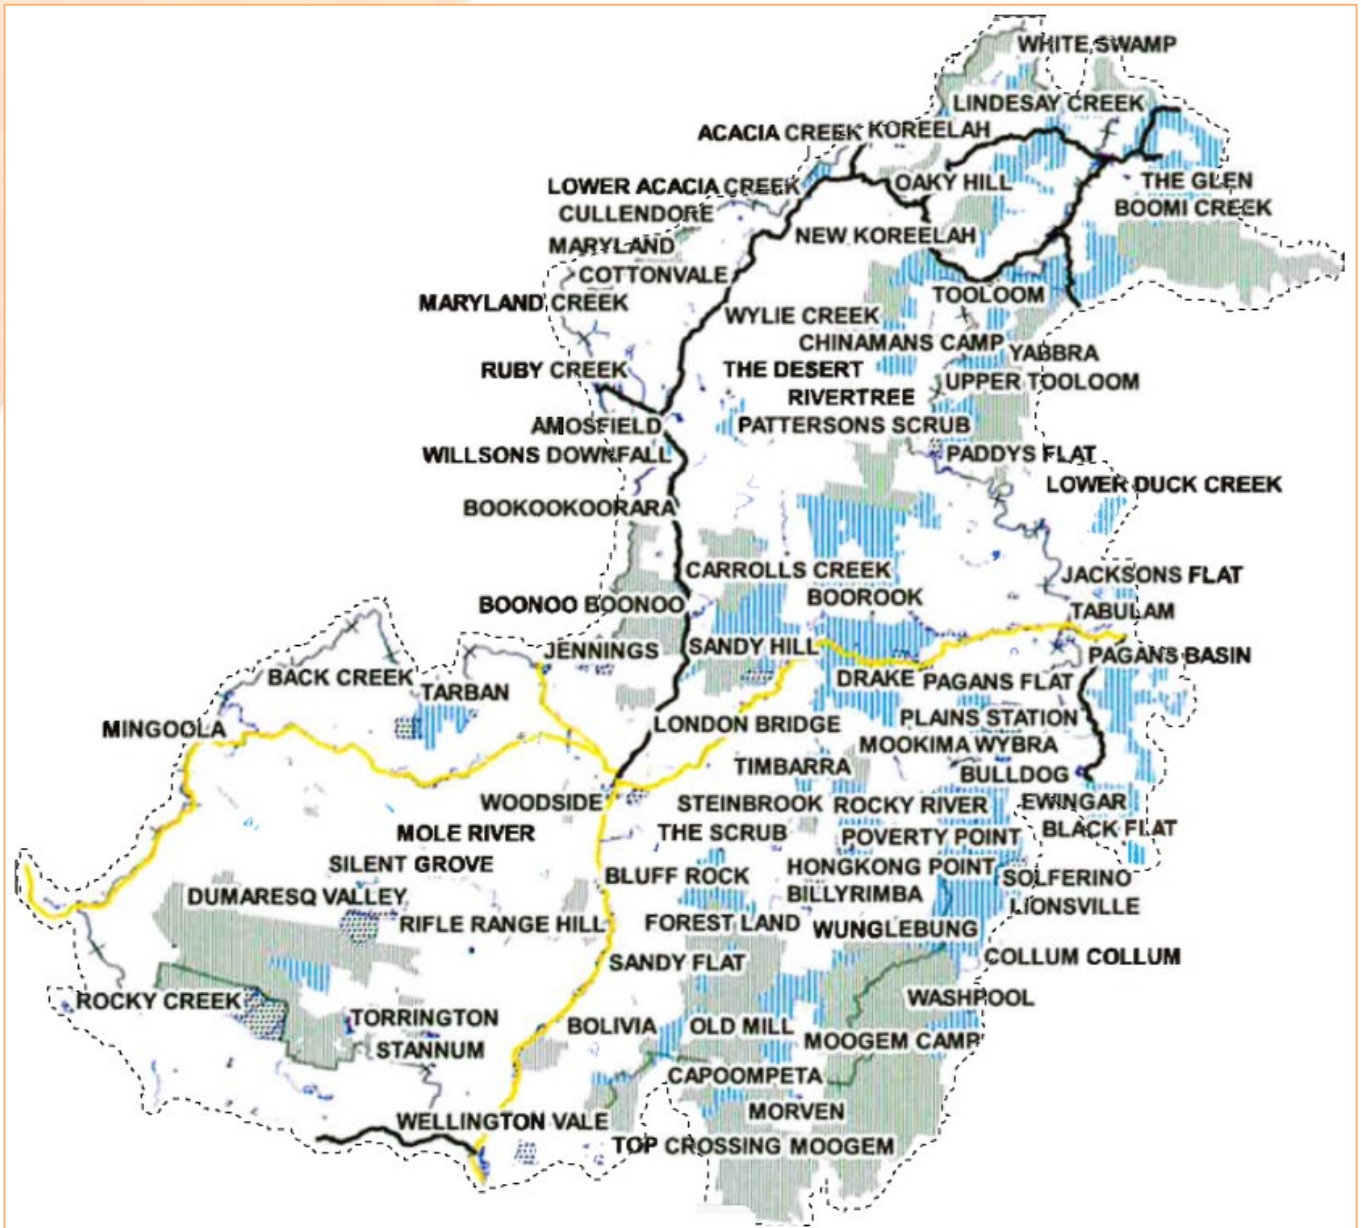 WHITE SWAMP
LINDESAY CREEK
ACACIA CREEK
KOREELAH
LOWER ACACIA CREEK
OAKY HILL
THE GLEN
CULLENDORE
BOOMI CREEK
MARYLAND
NEW KOREELAH
COTTONVALE
MARYLAND CREEK
TOOLOOM
WYLIE CREEK
CHINAMANS CAMP
YABBRA
RUBY CREEK
THE DESERT
UPPER TOOLOOM
RIVERTREE
AMOSFIELD
PATTERSONS SCRUB
WILLSONS DOWNFALL
PADDYS FLAT
LOWER DUCK CREEK
BOOKOOKOORARA
CARROLLS CREEK
JACKSONS FLAT
BOONOO BOONOO
BOOROOK
TABULAM
JENNINGS
SANDY HILL
PAGANS BASIN
BACK CREEK
TARBAN
DRAKE
PAGANS FLAT
MINGOOLA
LONDON BRIDGE
PLAINS STATION
MOOKIMA WYBRA
TIMBARRA
BULLDOG
WOODSIDE
STEINBROOK
ROCKY RIVER
EWINGAR
MOLE RIVER
THE SCRUB
POVERTY POINT
BLACK FLAT
SILENT GROVE
BLUFF ROCK
HONGKONG POINT
SOLFERINO
DUMARESQ VALLEY
BILLYRIMBA
LIONSVILLE
RIFLE RANGE HILL
FOREST LAND
WUNGLEBUNG
SANDY FLAT
COLLUM COLLUM
ROCKY CREEK
WASHPOOL
TORRINGTON
BOLIVIA
OLD MILL
MOOGEM CAMP
STANNUM
CAPOOMPETA
WELLINGTON VALE
MORVEN
TOP CROSSING
MOOGEM